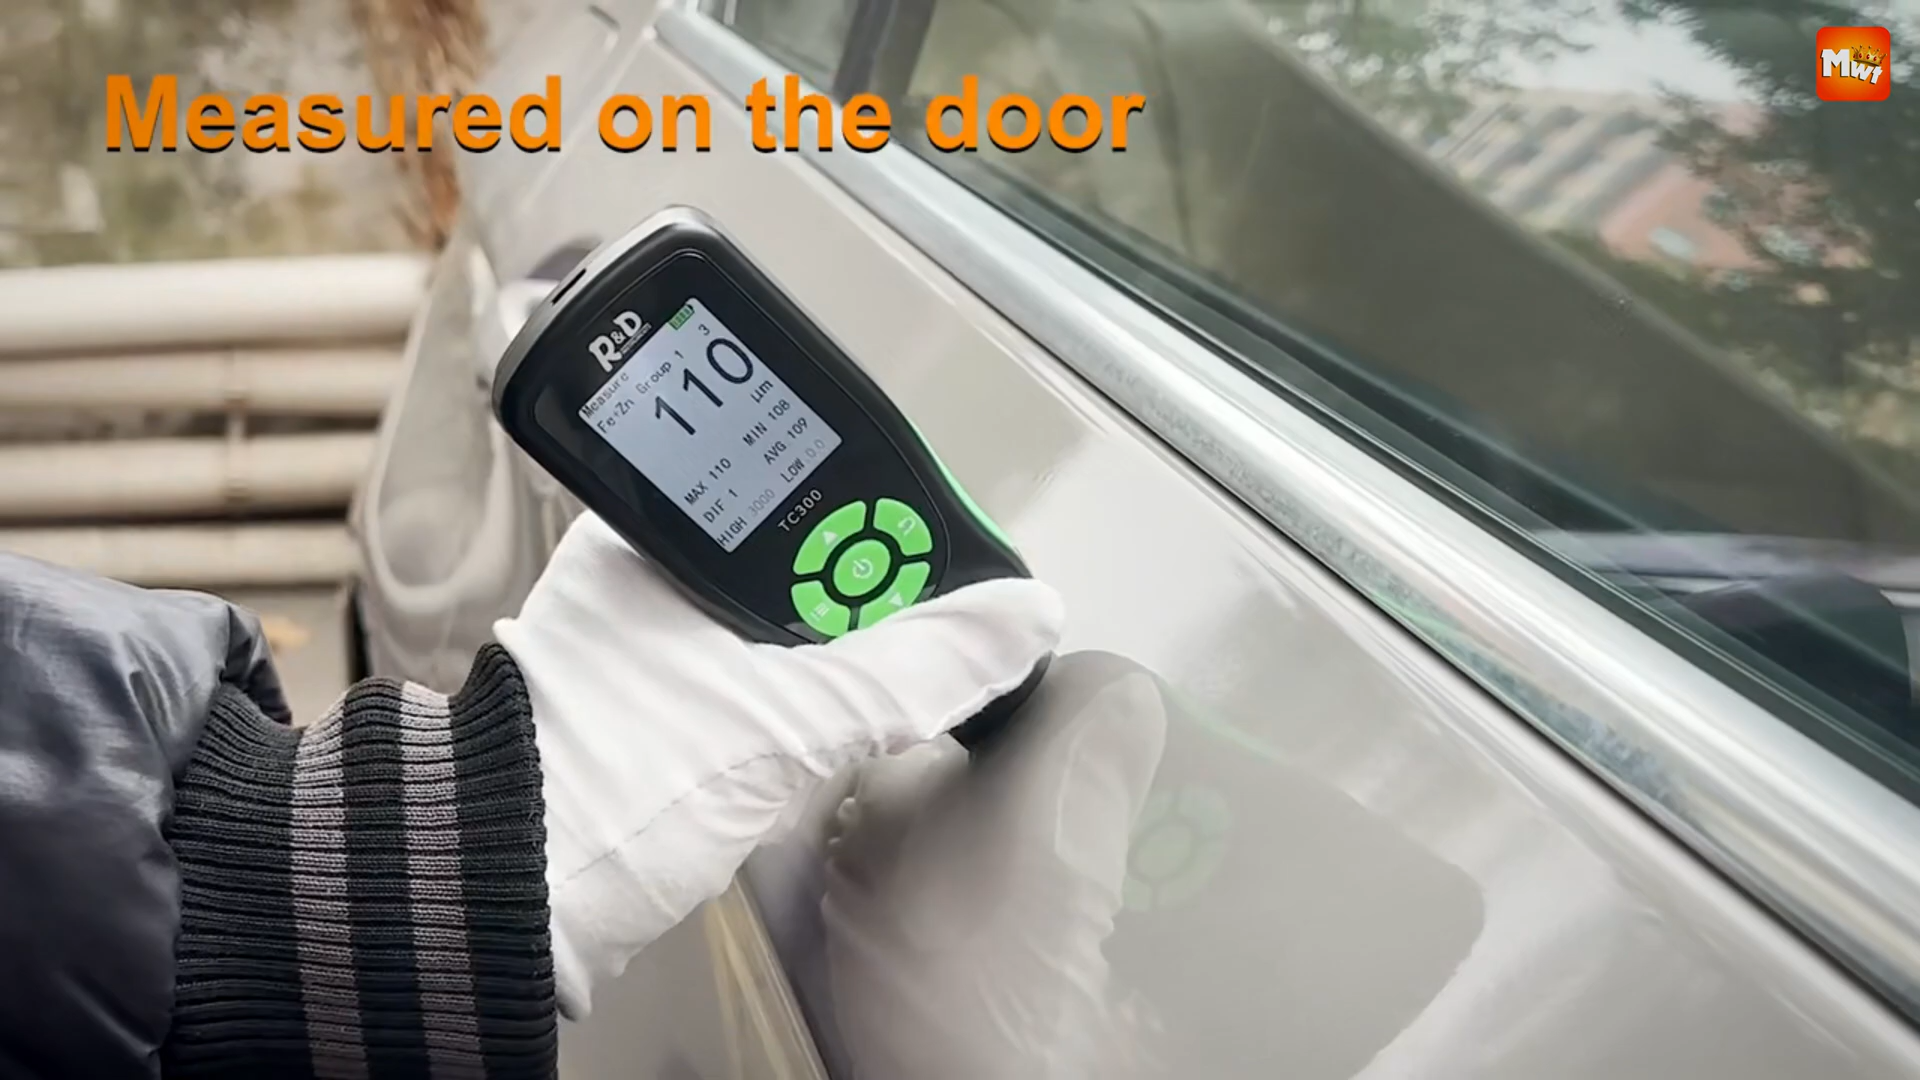 Measured on the door
Mwt
R&D
Measure
3
Fe+Zn Group 1
110
µm
MAX 110 MIN 108
DIF 1 AVG 109
HIGH 3000 LOW 0.0
TC300